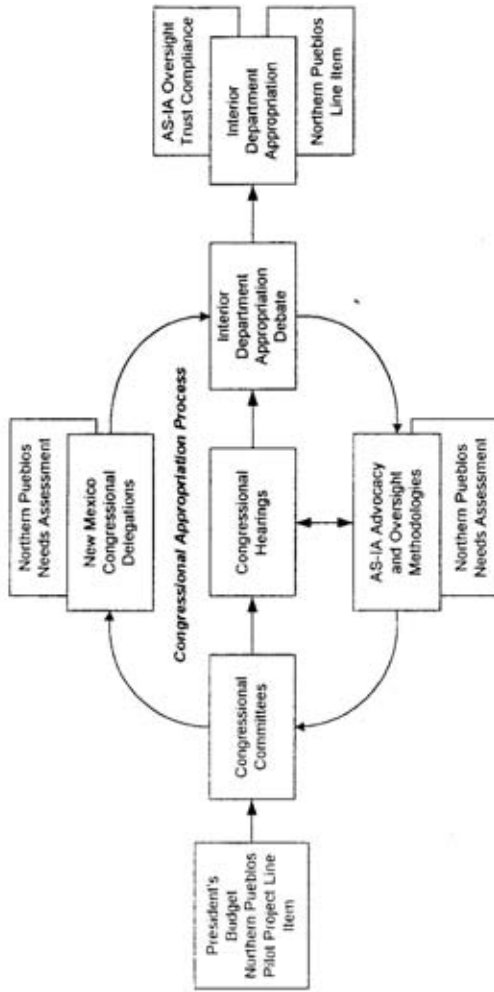 President's
Budget
Northern Pueblos
Pilot Project Line
Item
Congressional
Committees
Northern Pueblos
Needs Assessment
New Mexico
Congressional
Delegations
Congressional Appropriation Process
Congressional
Hearings
AS-IA Advocacy
and Oversight
Methodologies
Northern Pueblos
Needs Assessment
Interior
Department
Appropriation
Debate
AS-IA Oversight
Trust Compliance
Interior
Department
Appropriation
Northern Pueblos
Line Item